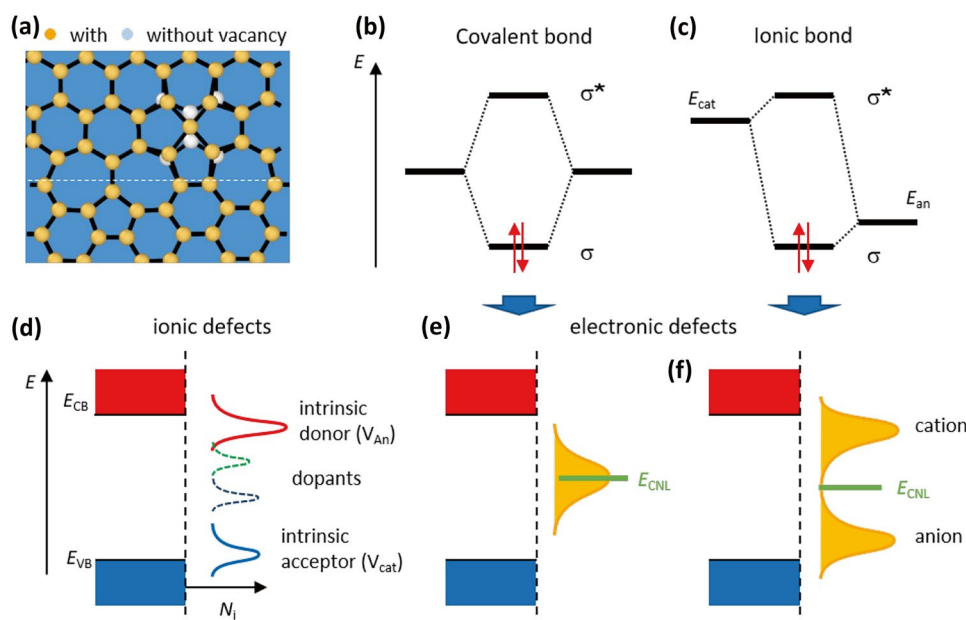 (a)
with without vacancy
(b)
Covalent bond
(c)
Ionic bond
E
σ*
σ
E_cat
σ*
E_an
σ
(d)
ionic defects
(e)
electronic defects
(f)
E
E_CB
intrinsic
donor (V_An)
dopants
E_VB
intrinsic
acceptor (V_cat)
N_i
E_CNL
cation
E_CNL
anion